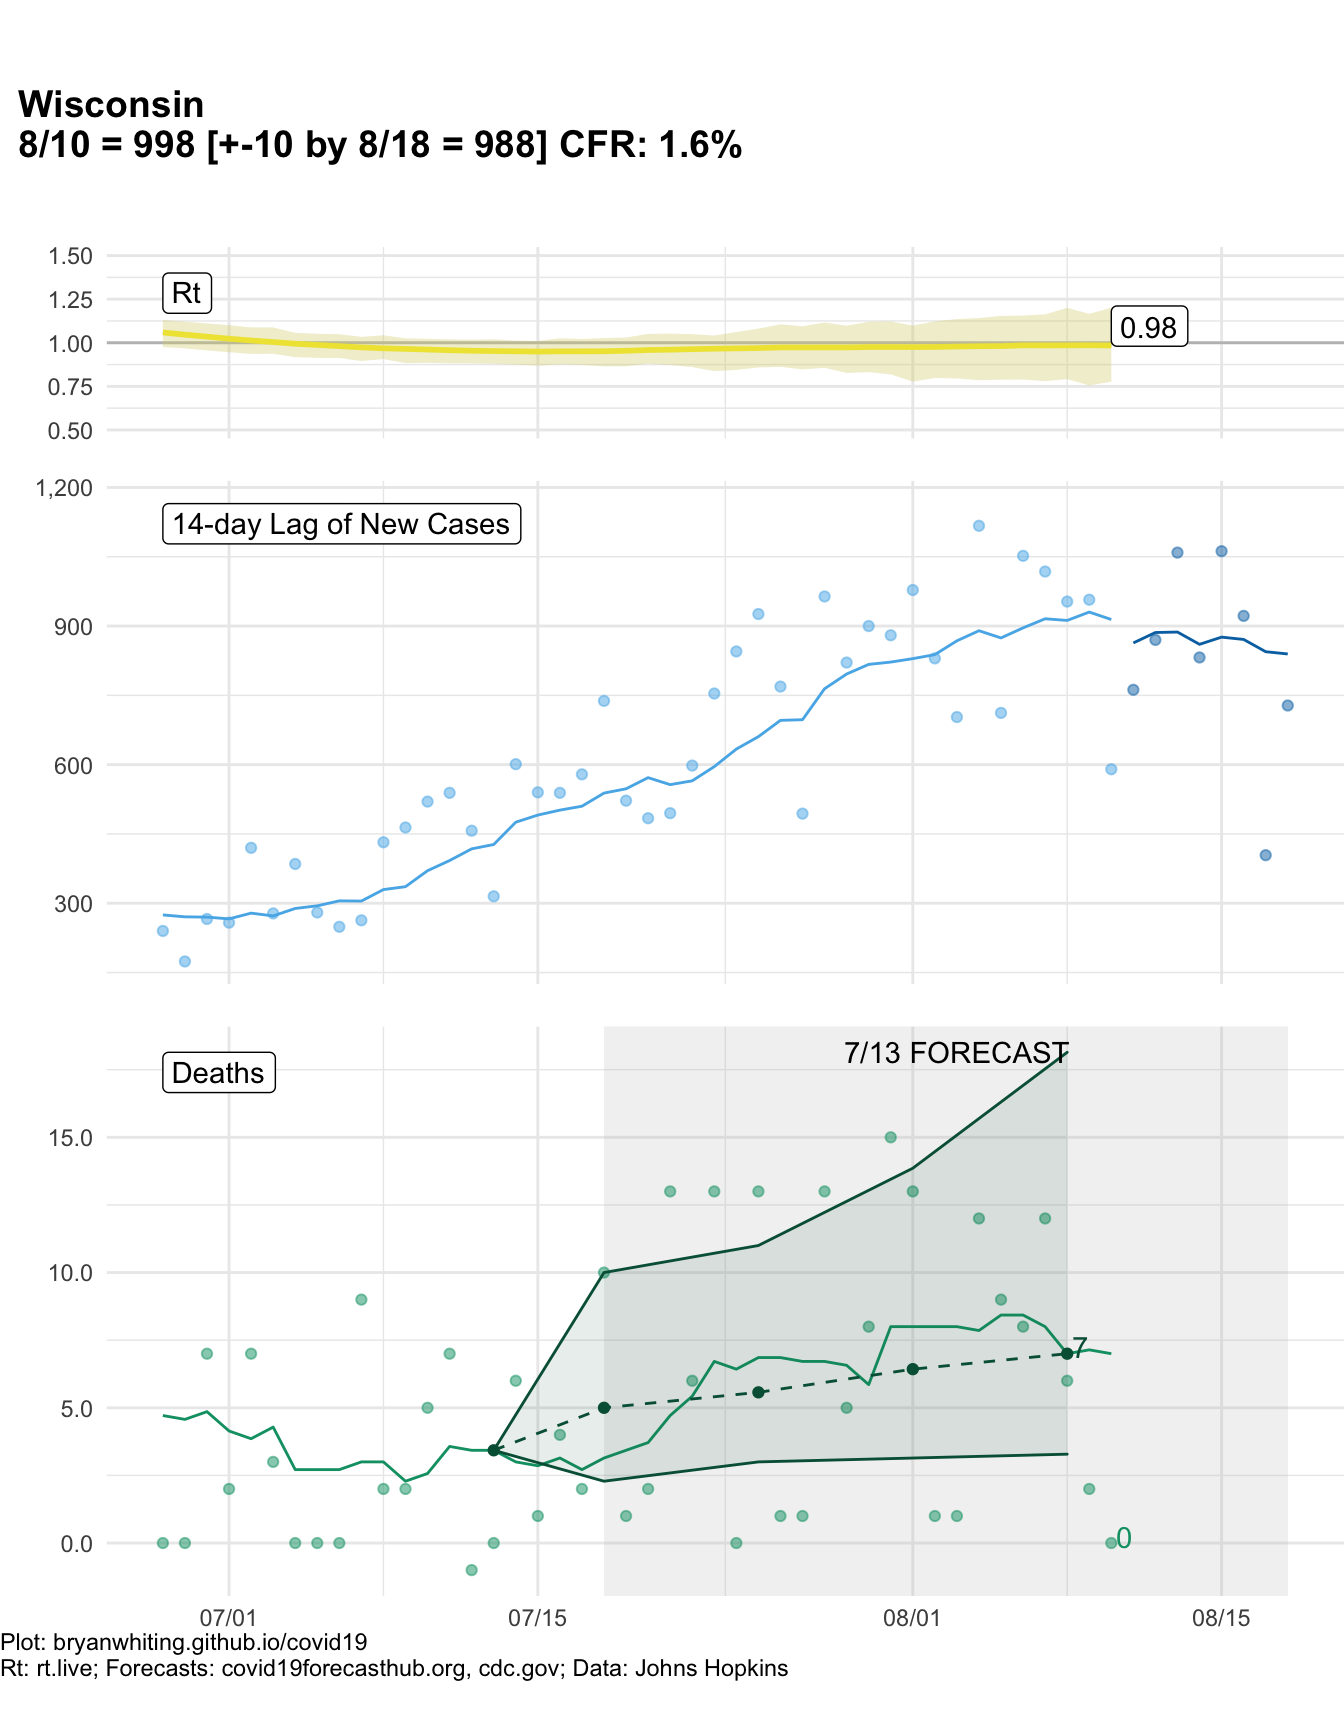 Wisconsin
8/10 = 998 [+-10 by 8/18 = 988] CFR: 1.6%
1.50
1.25
1.00
0.75
0.50
Rt
0.98
1,200
900
600
300
14-day Lag of New Cases
7/13 FORECAST
Deaths
15.0
10.0
5.0
0.0
7
0
07/01
07/15
08/01
08/15
Plot: bryanwhiting.github.io/covid19
Rt: rt.live; Forecasts: covid19forecasthub.org, cdc.gov; Data: Johns Hopkins